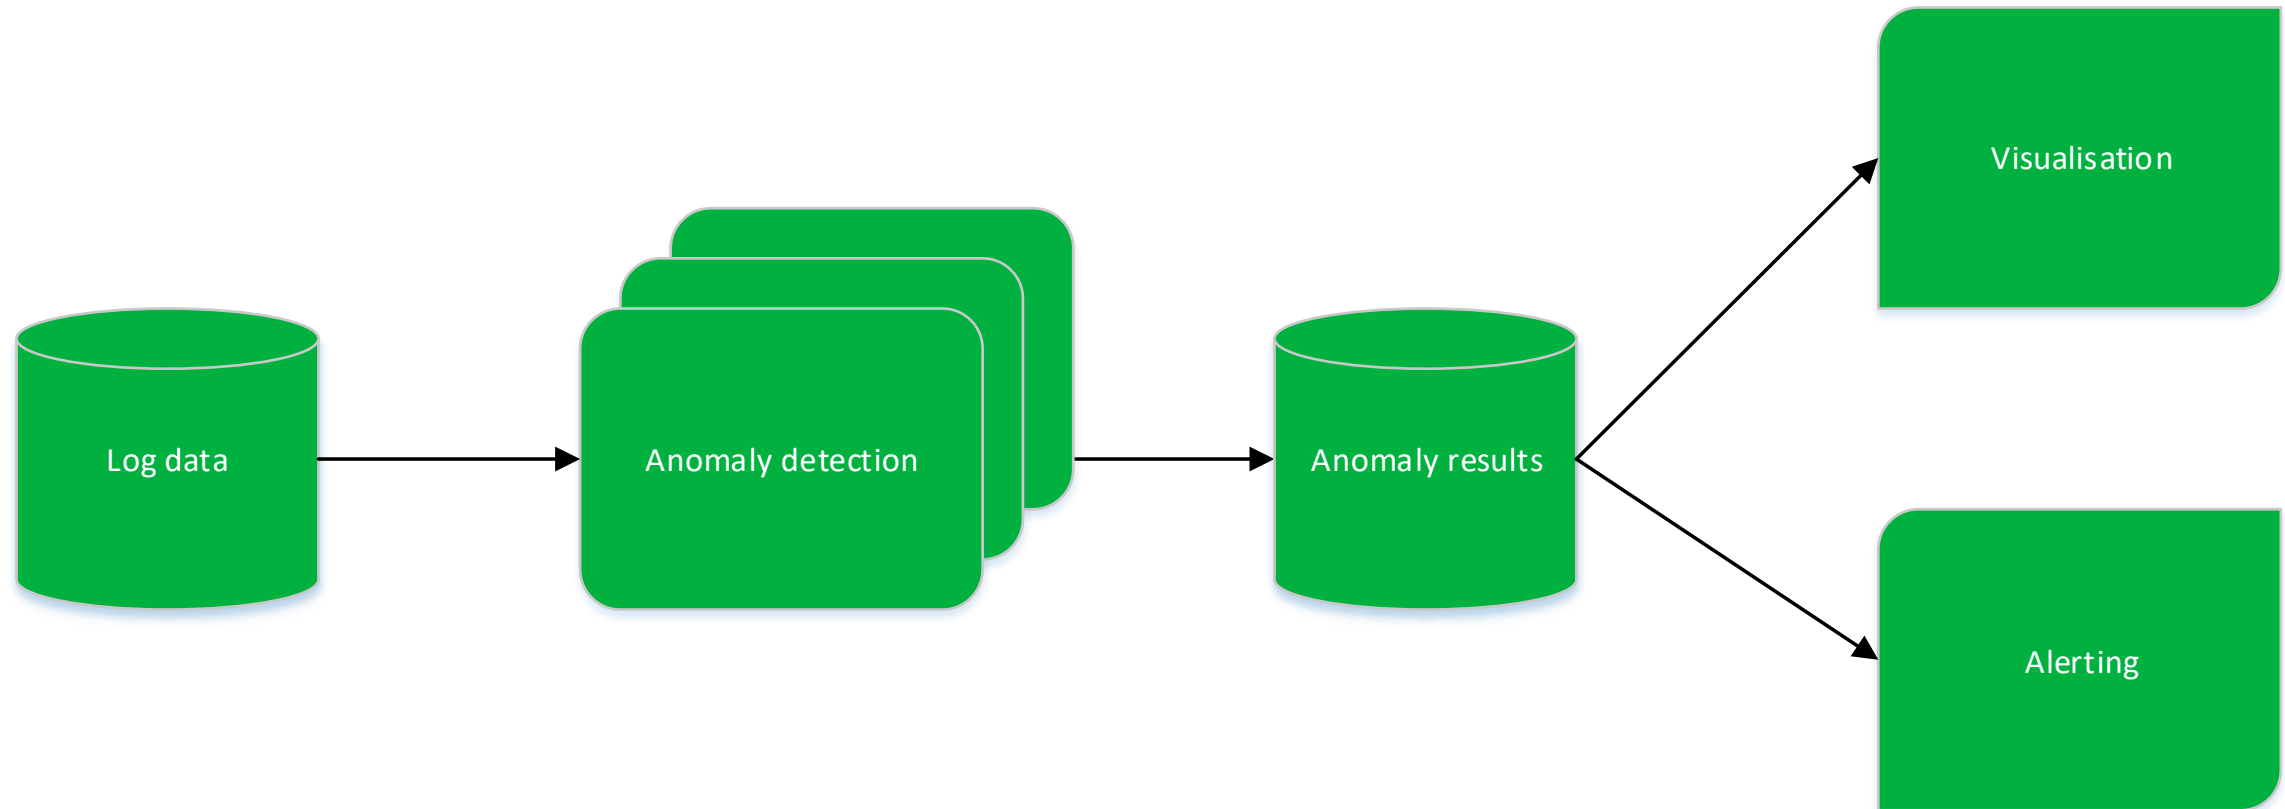 Visualisation
Log data
Anomaly detection
Anomaly results
Alerting